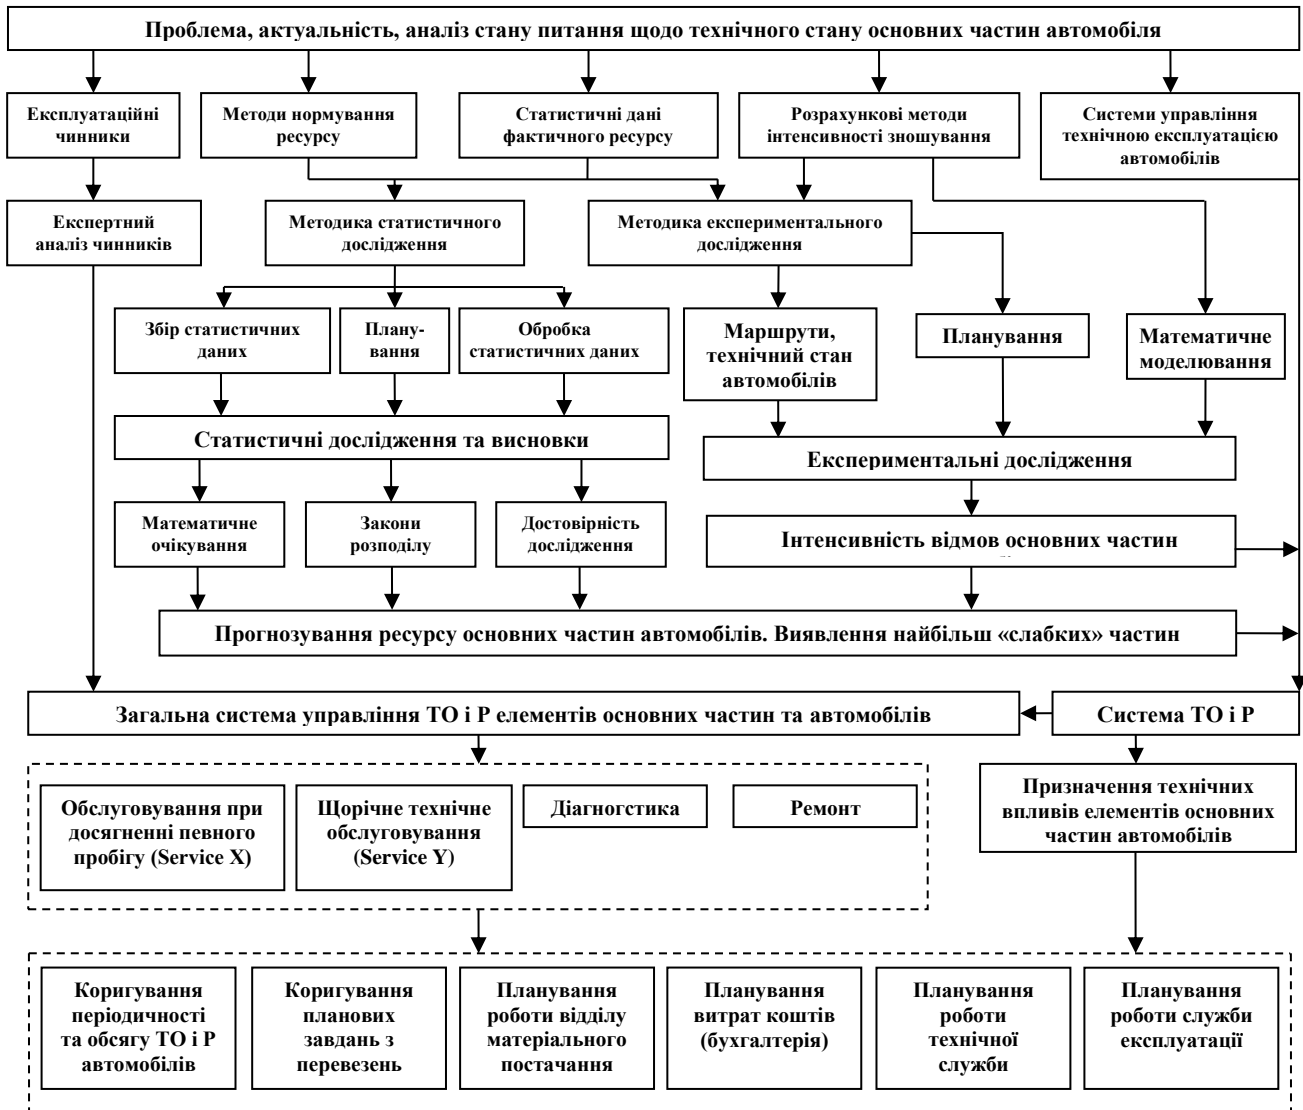 Проблема, актуальність, аналіз стану питання щодо технічного стану основних частин автомобіля
Експлуатаційні
чинники
Методи нормування
ресурсу
Статистичні дані
фактичного ресурсу
Розрахункові методи
інтенсивності зношування
Системи управління
технічною експлуатацією
автомобілів
Експертний
аналіз чинників
Методика статистичного
дослідження
Методика експериментального
дослідження
Збір статистичних
даних
Плану-
вання
Обробка
статистичних даних
Маршрути,
технічний стан
автомобілів
Планування
Математичне
моделювання
Статистичні дослідження та висновки
Експериментальні дослідження
Математичне
очікування
Закони
розподілу
Достовірність
дослідження
Інтенсивність відмов основних частин
Прогнозування ресурсу основних частин автомобілів. Виявлення найбільш «слабких» частин
Загальна система управління ТО і Р елементів основних частин та автомобілів
Система ТО і Р
Обслуговування при
досягненні певного
пробігу (Service X)
Щорічне технічне
обслуговування
(Service Y)
Діагногстика
Ремонт
Призначення технічних
впливів елементів основних
частин автомобілів
Коригування
періодичності
та обсягу ТО і Р
автомобілів
Коригування
планових
завдань з
перевезень
Планування
роботи відділу
матеріального
постачання
Планування
витрат коштів
(бухгалтерія)
Планування
роботи
технічної
служби
Планування
роботи служби
експлуатації